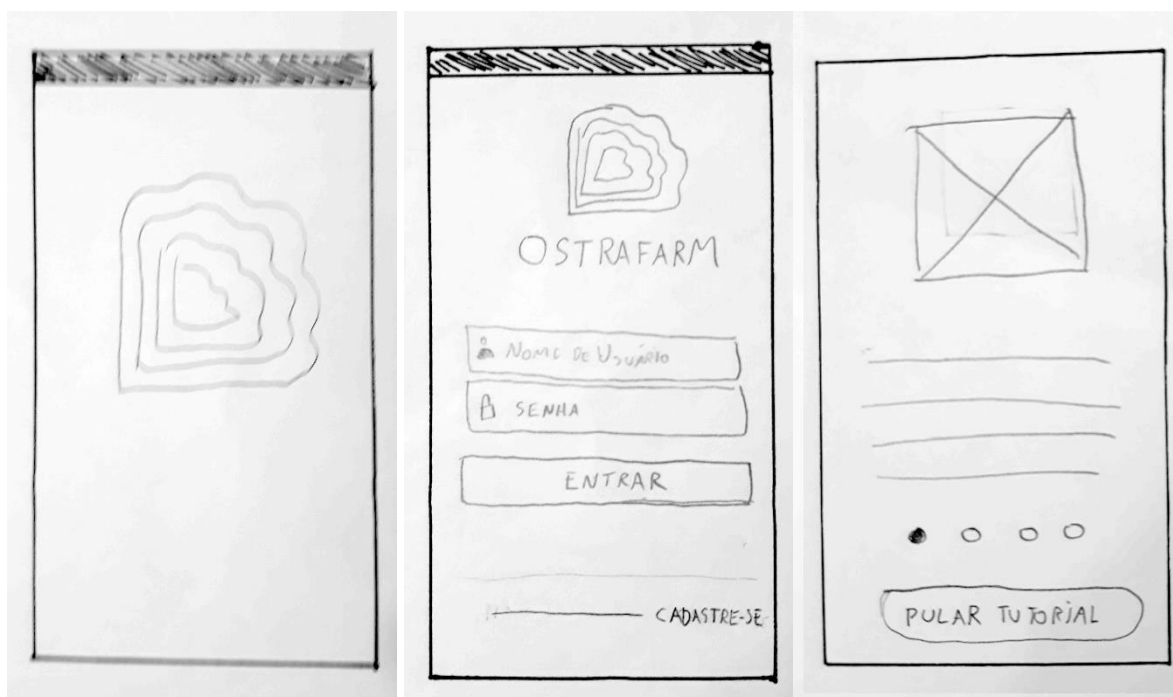 OSTRAFARM
NOME DE USUÁRIO
SENHA
ENTRAR
CADASTRE-SE
PULAR TUTORIAL